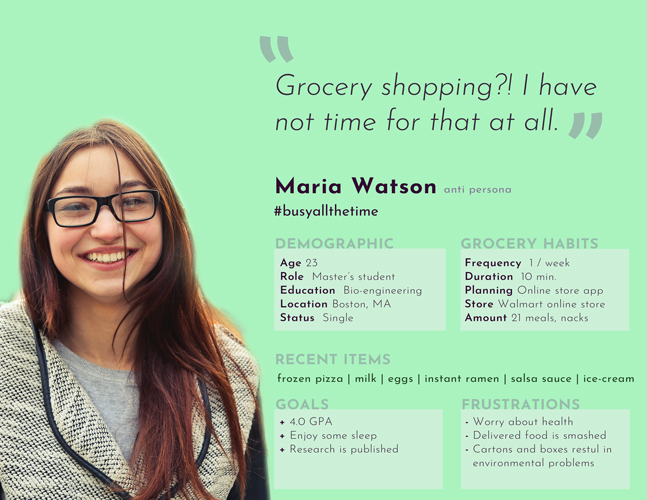 "Grocery shopping?! I have
not time for that at all."
Maria Watson anti persona
#busyallthetime
DEMOGRAPHIC
Age 23
Role Master's student
Education Bio-engineering
Location Boston, MA
Status Single
GROCERY HABITS
Frequency 1 / week
Duration 10 min.
Planning Online store app
Store Walmart online store
Amount 21 meals, nacks
RECENT ITEMS
frozen pizza | milk | eggs | instant ramen | salsa sauce | ice-cream
GOALS
+ 4.0 GPA
+ Enjoy some sleep
+ Research is published
FRUSTRATIONS
- Worry about health
- Delivered food is smashed
- Cartons and boxes restul in
environmental problems